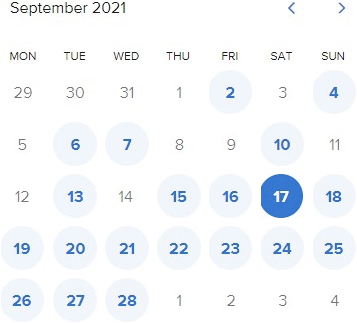 September 2021
MON TUE WED THU FRI SAT SUN
29 30 31 1 2 3 4
5 6 7 8 9 10 11
12 13 14 15 16 17 18
19 20 21 22 23 24 25
26 27 28 1 2 3 4